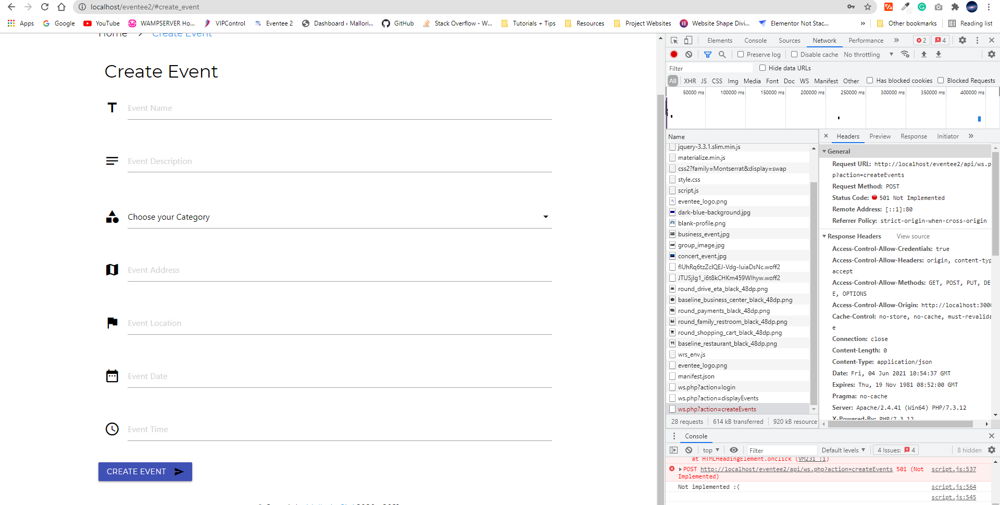 localhost/eventee2/#create_event
Apps Google YouTube WAMPSERVER Ho... VIPControl Eventee 2 Dashboard ‹ Mallori... GitHub Stack Overflow - W... Tutorials + Tips Resources Project Websites Website Shape Divi... Elementor Not Stac... » Other bookmarks Reading list
Home > Create Event
Create Event
Event Name
Event Description
Choose your Category
Event Address
Event Location
Event Date
Event Time
CREATE EVENT
Elements Console Sources Network Performance » 2 4
Preserve log Disable cache No throttling
Filter Hide data URLs
All XHR JS CSS Img Media Font Doc WS Manifest Other Has blocked cookies Blocked Requests
50000 ms 100000 ms 150000 ms 200000 ms 250000 ms 300000 ms 350000 ms 400000 ms
Name
jquery-3.3.1.slim.min.js
materialize.min.js
css2?family=Montserrat&display=swap
style.css
script.js
eventee_logo.png
dark-blue-background.jpg
blank-profile.png
business_event.jpg
group_image.jpg
concert_event.jpg
flUhRq6tzZclQEJ-Vdg-IuiaDsNc.woff2
JTUSjIg1_i6t8kCHKm459Wlhyw.woff2
round_drive_eta_black_48dp.png
baseline_business_center_black_48dp.png
round_payments_black_48dp.png
round_family_restroom_black_48dp.png
round_shopping_cart_black_48dp.png
baseline_restaurant_black_48dp.png
wrs_env.js
eventee_logo.png
manifest.json
ws.php?action=login
ws.php?action=displayEvents
ws.php?action=createEvents
28 requests 614 kB transferred 920 kB resource
Headers Preview Response Initiator »
General
Request URL: http://localhost/eventee2/api/ws.p
p?action=createEvents
Request Method: POST
Status Code: 501 Not Implemented
Remote Address: [::1]:80
Referrer Policy: strict-origin-when-cross-origin
Response Headers View source
Access-Control-Allow-Credentials: true
Access-Control-Allow-Headers: origin, content-typ
accept
Access-Control-Allow-Methods: GET, POST, PUT, DE
E, OPTIONS
Access-Control-Allow-Origin: http://localhost:300
Cache-Control: no-store, no-cache, must-revalida
e
Connection: close
Content-Length: 0
Content-Type: application/json
Date: Fri, 04 Jun 2021 10:54:37 GMT
Expires: Thu, 19 Nov 1981 08:52:00 GMT
Pragma: no-cache
Server: Apache/2.4.41 (Win64) PHP/7.3.12
X-Powered-By: PHP/7.3.12
Console
top Filter Default levels 4 Issues: 4 8 hidden
at HTMLHeadingElement.onclick (VM231 :1)
POST http://localhost/eventee2/api/ws.php?action=createEvents 501 (Not script.js:537
Implemented)
Not implemented :( script.js:564
script.js:545